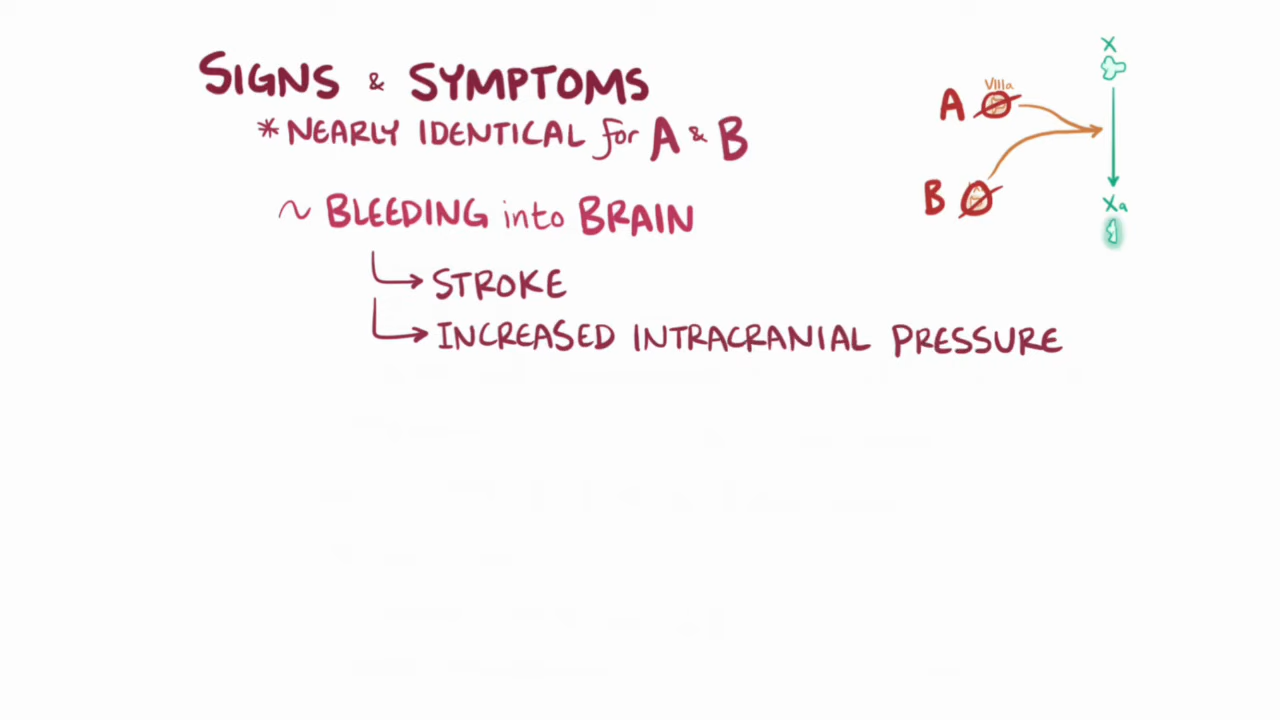 SIGNS & SYMPTOMS
* NEARLY IDENTICAL for A & B
~ BLEEDING into BRAIN
STROKE
INCREASED INTRACRANIAL PRESSURE
X
VIIIa
A
B
Xa